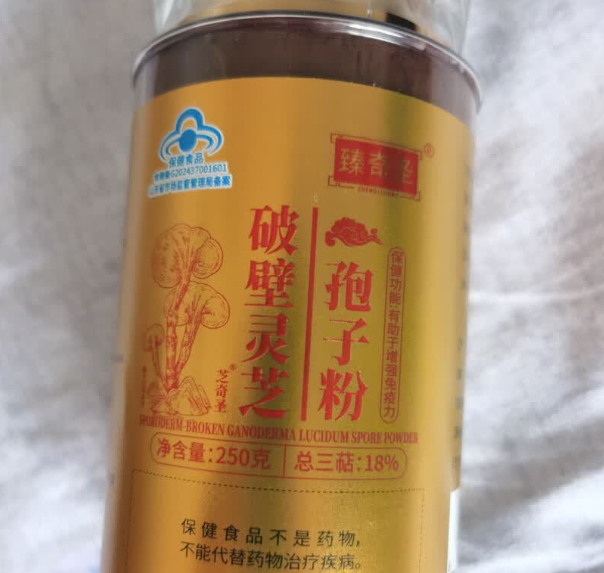 保健食品
食健备G202437001601
山东省市场监督管理局备案
臻奇圣®
破壁灵芝
孢子粉
保健功能:有助于增强免疫力
芝奇圣®
SPORODERM-BROKEN GANODERMA LUCIDUM SPORE POWDER
净含量:250克
总三萜:18%
保健食品不是药物,
不能代替药物治疗疾病。